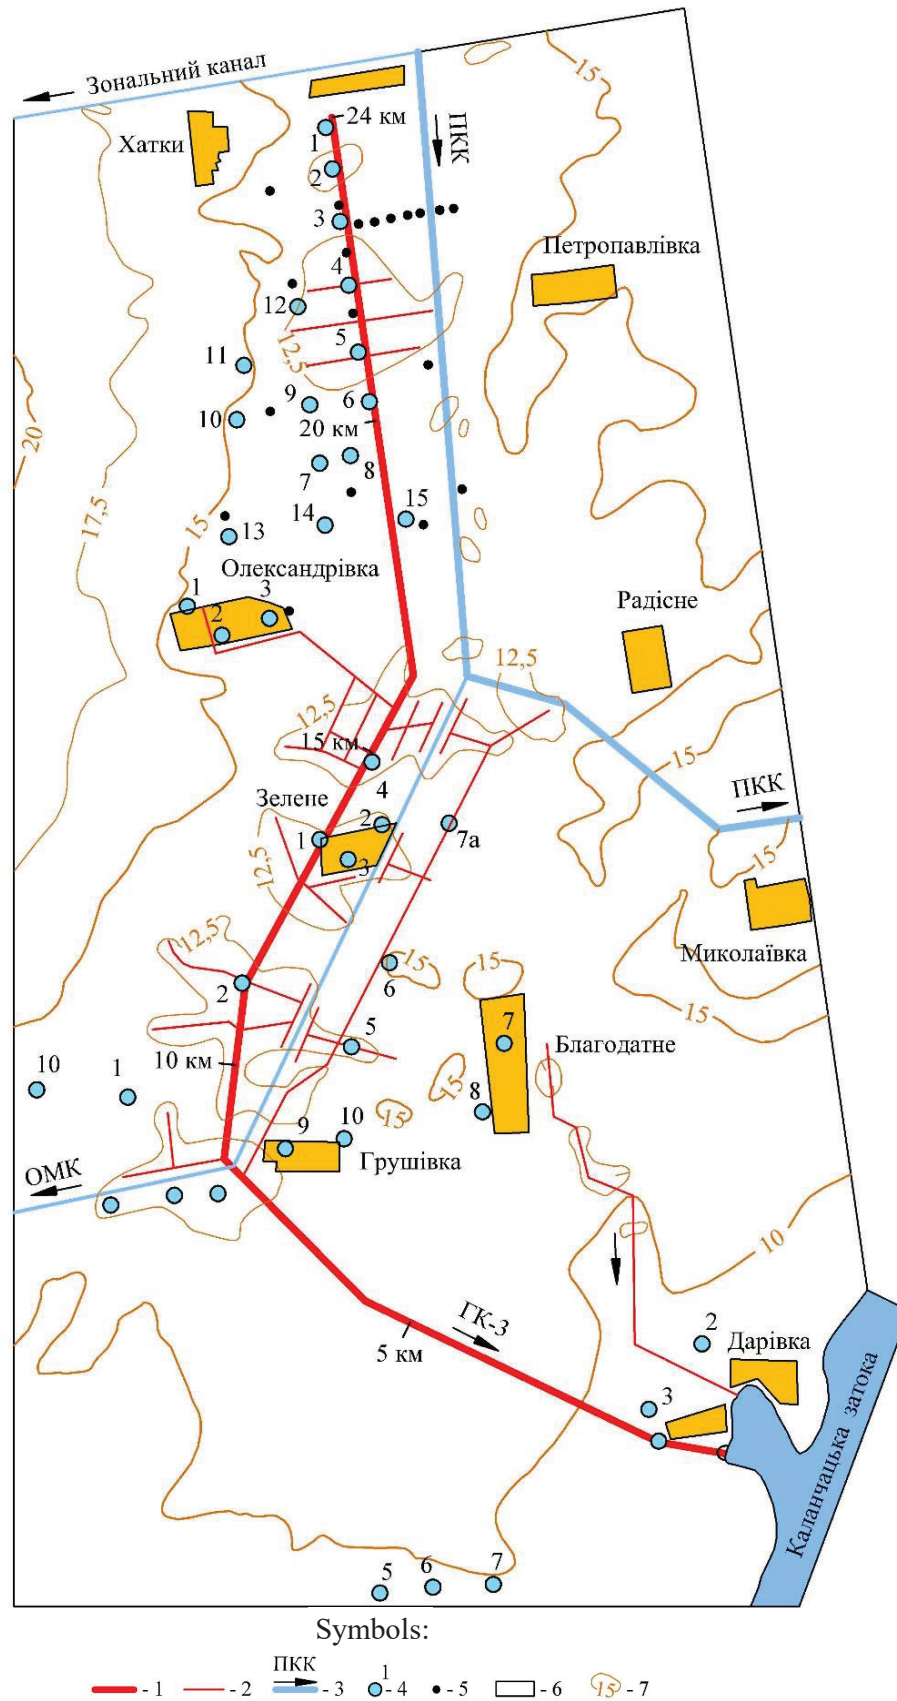 Зональний канал
15
24 км
1
ПКК
Хатки
2
3
Петропавлівка
4
12
5
12,5
11
9
6
10
20 км
20
8
7
17,5
15
14
15
13
Олександрівка
1
3
2
Радісне
12,5
12,5
15 км
15
4
ПКК
Зелене
2
1
7а
3
15
12,5
12,5
Миколаївка
15
15
6
2
15
7
5
Благодатне
10 км
10
1
15
8
15
10
9
Грушівка
ОМК
10
ГК-3
2
5 км
Дарівка
3
Каланчацька затока
7
6
5
Symbols:
- 1 - 2 ПКК - 3 1 - 4 - 5 - 6 15 - 7